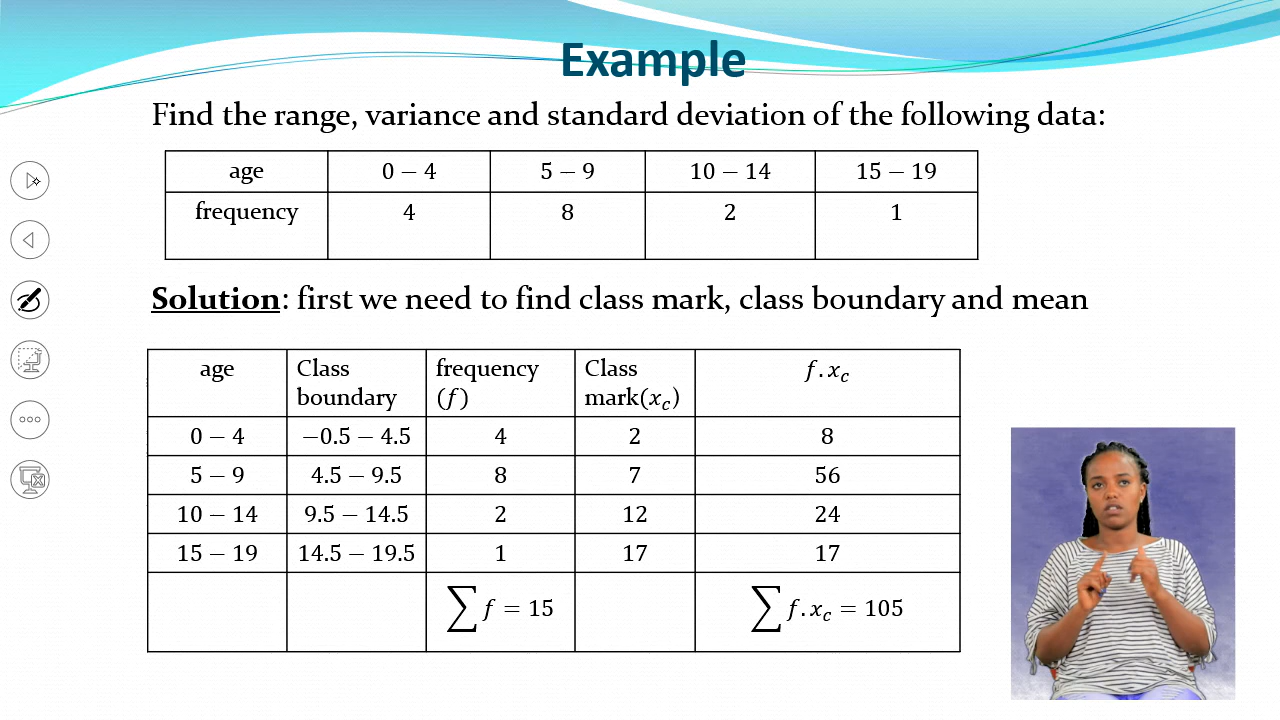 Example
Find the range, variance and standard deviation of the following data:
age 0 – 4 5 – 9 10 – 14 15 – 19
frequency 4 8 2 1
Solution: first we need to find class mark, class boundary and mean
age Class boundary frequency (f) Class mark(x_c) f.x_c
0 – 4 −0.5 – 4.5 4 2 8
5 – 9 4.5 – 9.5 8 7 56
10 – 14 9.5 – 14.5 2 12 24
15 – 19 14.5 – 19.5 1 17 17
∑ f = 15 ∑ f.x_c = 105